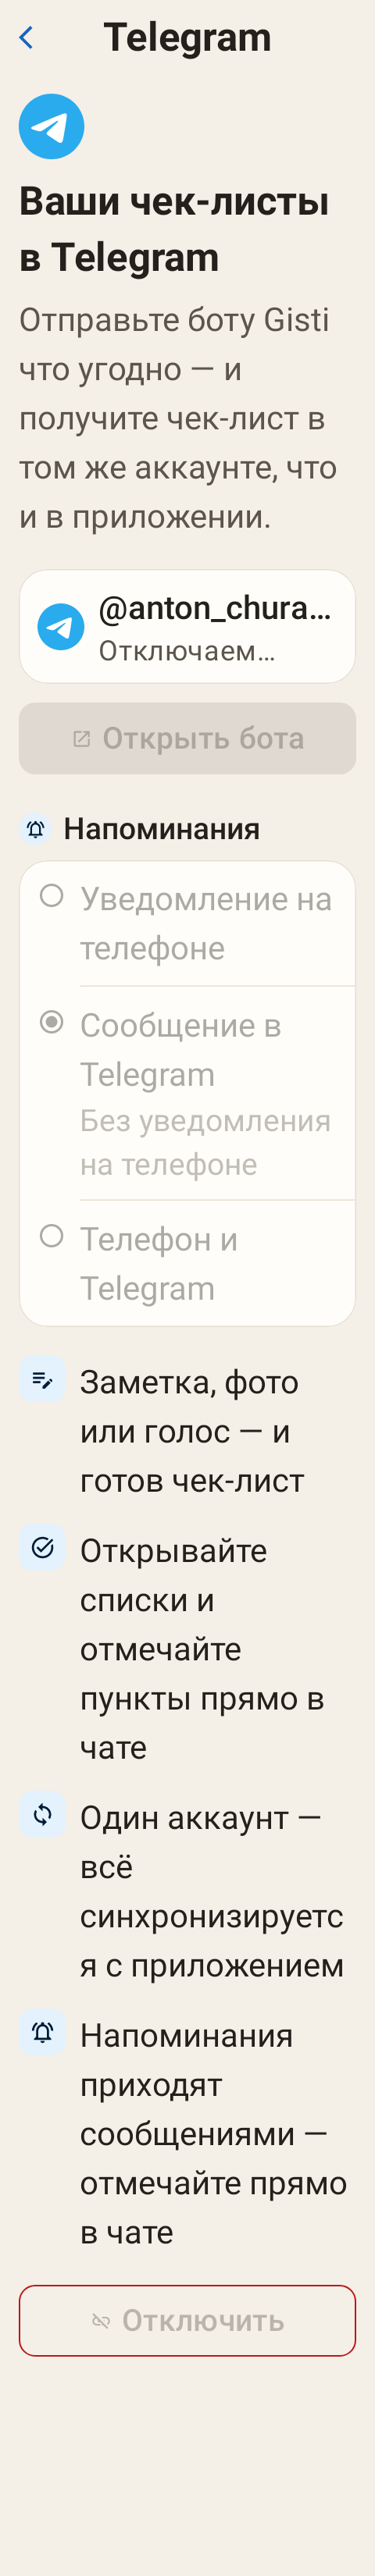 Telegram
Ваши чек-листы
в Telegram
Отправьте боту Gisti
что угодно — и
получите чек-лист в
том же аккаунте, что
и в приложении.
@anton_chura…
Отключаем…
Открыть бота
Напоминания
Уведомление на
телефоне
Сообщение в
Telegram
Без уведомления
на телефоне
Телефон и
Telegram
Заметка, фото
или голос — и
готов чек-лист
Открывайте
списки и
отмечайте
пункты прямо в
чате
Один аккаунт —
всё
синхронизируетс
я с приложением
Напоминания
приходят
сообщениями —
отмечайте прямо
в чате
Отключить